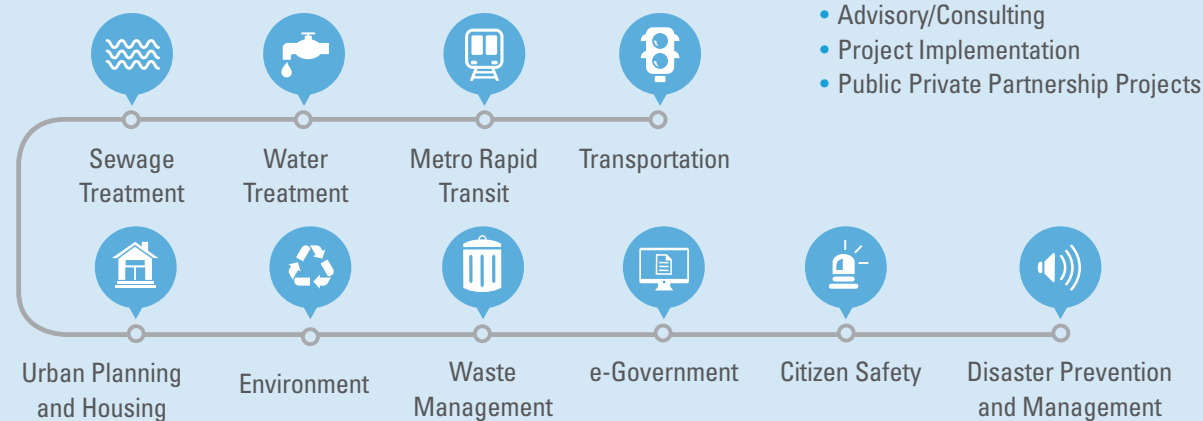 • Advisory/Consulting
• Project Implementation
• Public Private Partnership Projects
Sewage
Treatment
Water
Treatment
Metro Rapid
Transit
Transportation
Urban Planning
and Housing
Environment
Waste
Management
e-Government
Citizen Safety
Disaster Prevention
and Management